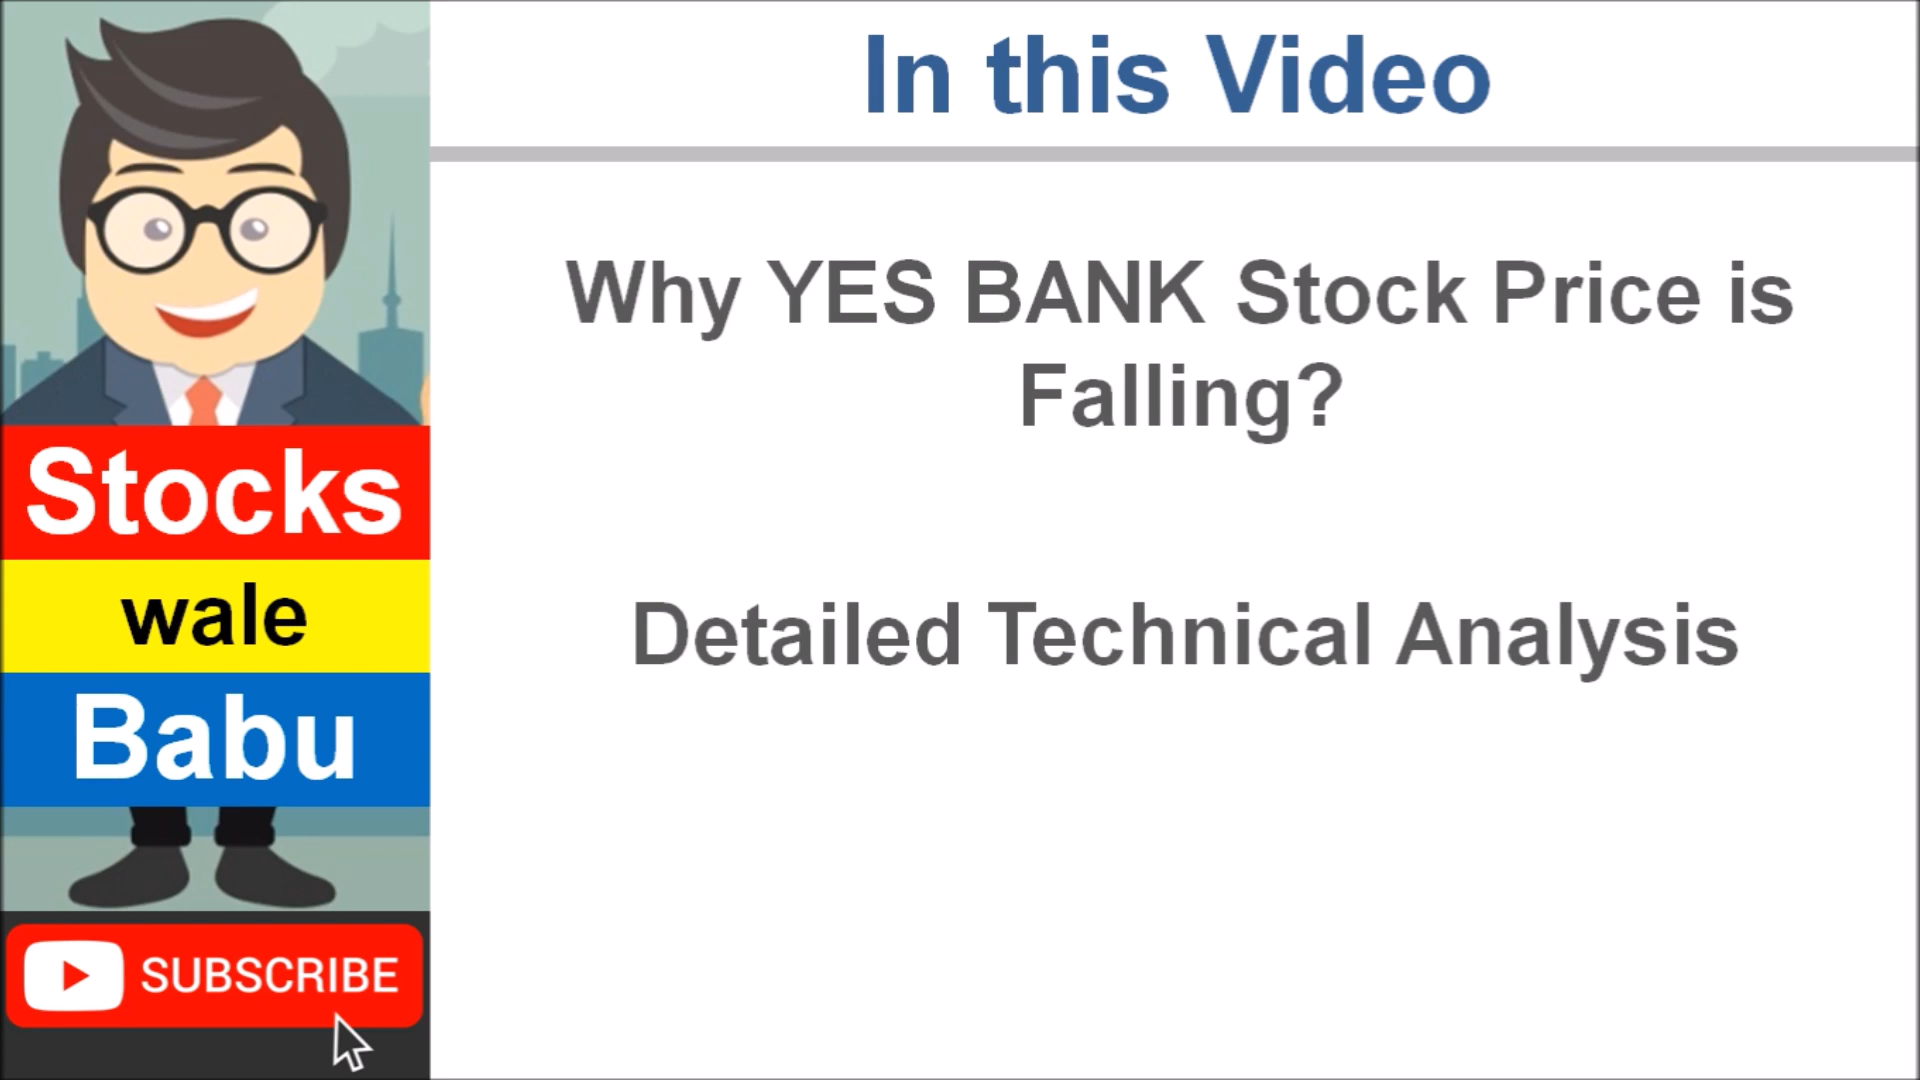 In this Video
Why YES BANK Stock Price is
Falling?
Detailed Technical Analysis
Stocks
wale
Babu
SUBSCRIBE